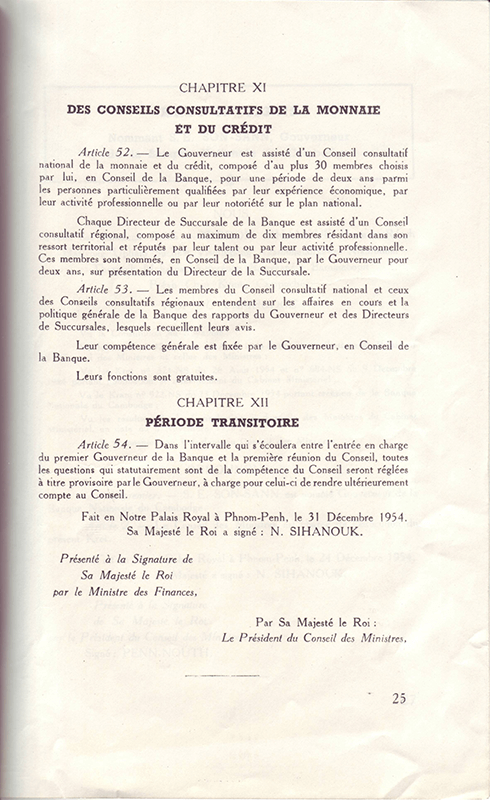 CHAPITRE XI
DES CONSEILS CONSULTATIFS DE LA MONNAIE
ET DU CRÉDIT
Article 52. — Le Gouverneur est assisté d'un Conseil consultatif
national de la monnaie et du crédit, composé d'au plus 30 membres choisis
par lui, en Conseil de la Banque, pour une période de deux ans parmi
les personnes particulièrement qualifiées par leur expérience économique, par
leur activité professionnelle ou par leur notoriété sur le plan national.
Chaque Directeur de Succursale de la Banque est assisté d'un Conseil
consultatif régional, composé au maximum de dix membres résidant dans son
ressort territorial et réputés par leur talent ou par leur activité professionnelle.
Ces membres sont nommés, en Conseil de la Banque, par le Gouverneur pour
deux ans, sur présentation du Directeur de la Succursale.
Article 53. — Les membres du Conseil consultatif national et ceux
des Conseils consultatifs régionaux entendent sur les affaires en cours et la
politique générale de la Banque des rapports du Gouverneur et des Directeurs
de Succursales, lesquels recueillent leurs avis.
Leur compétence générale est fixée par le Gouverneur, en Conseil de
la Banque.
Leurs fonctions sont gratuites.
CHAPITRE XII
PÉRIODE TRANSITOIRE
Article 54. — Dans l'intervalle qui s'écoulera entre l'entrée en charge
du premier Gouverneur de la Banque et la première réunion du Conseil, toutes
les questions qui statutairement sont de la compétence du Conseil seront réglées
à titre provisoire par le Gouverneur, à charge pour celui-ci de rendre ultérieurement
compte au Conseil.
Fait en Notre Palais Royal à Phnom-Penh, le 31 Décembre 1954.
Sa Majesté le Roi a signé : N. SIHANOUK.
Présenté à la Signature de
Sa Majesté le Roi
par le Ministre des Finances,
Par Sa Majesté le Roi :
Le Président du Conseil des Ministres,
25